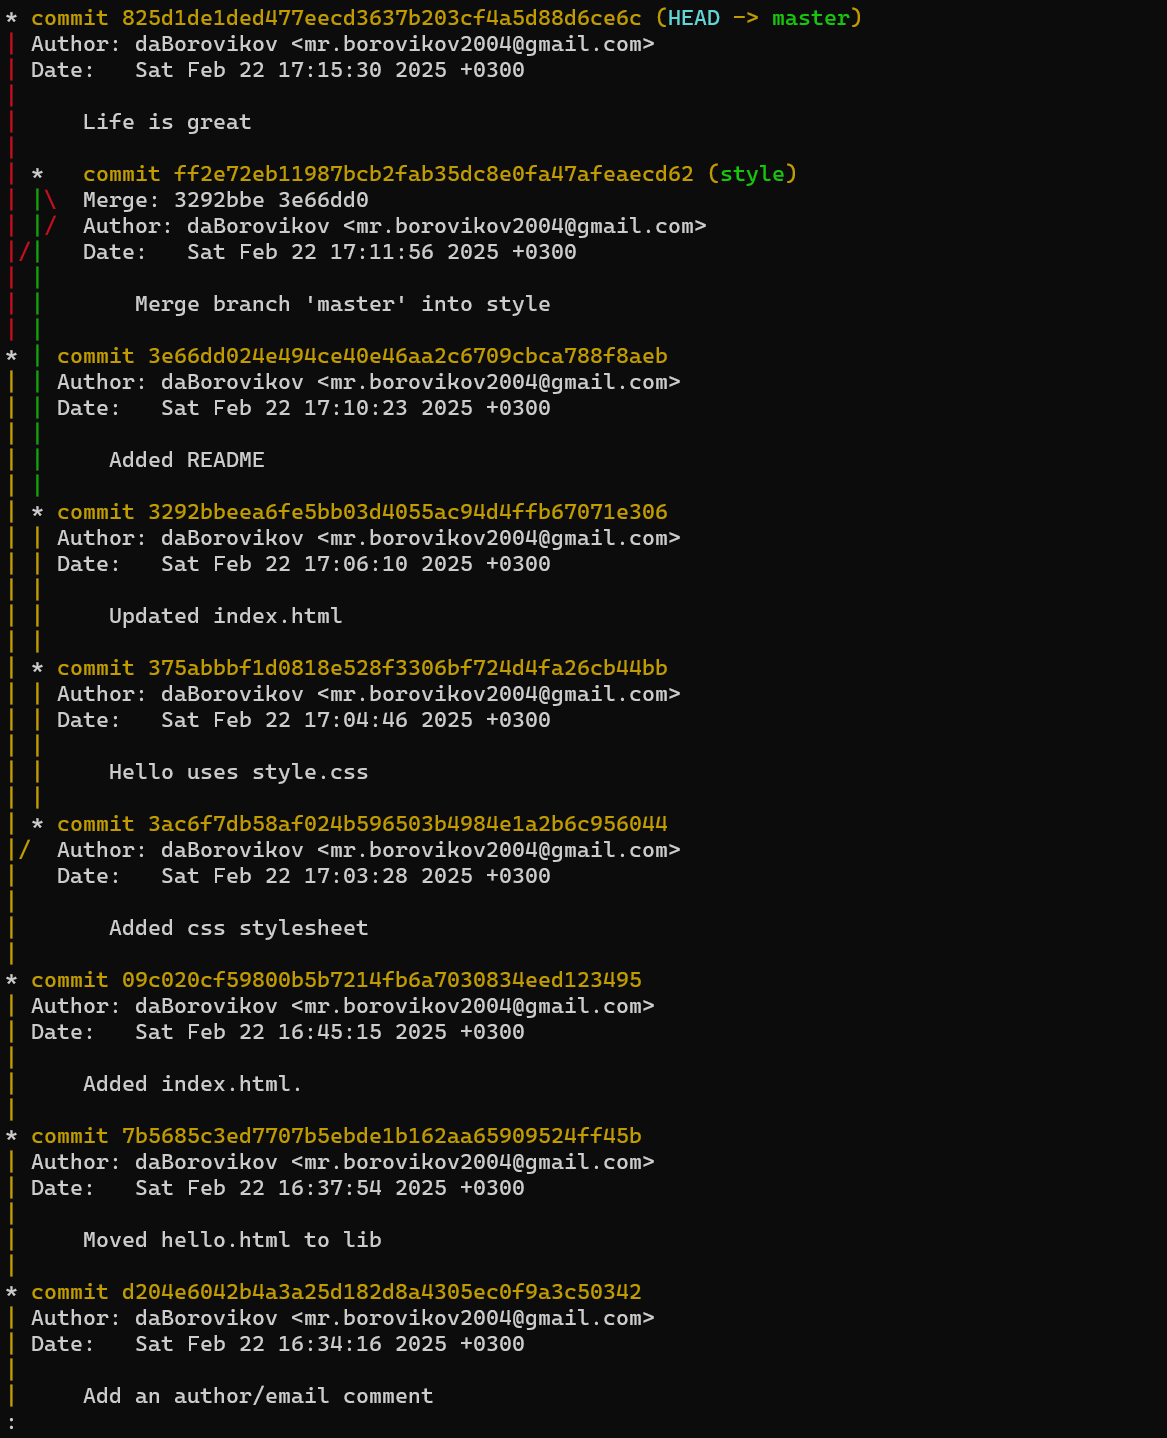 * commit 825d1de1ded477eecd3637b203cf4a5d88d6ce6c (HEAD -> master)
| Author: daBorovikov <mr.borovikov2004@gmail.com>
| Date:   Sat Feb 22 17:15:30 2025 +0300
|
|     Life is great
|
| *   commit ff2e72eb11987bcb2fab35dc8e0fa47afeaecd62 (style)
| |\  Merge: 3292bbe 3e66dd0
| |/  Author: daBorovikov <mr.borovikov2004@gmail.com>
|/|   Date:   Sat Feb 22 17:11:56 2025 +0300
| |
| |       Merge branch 'master' into style
| |
* | commit 3e66dd024e494ce40e46aa2c6709cbca788f8aeb
| | Author: daBorovikov <mr.borovikov2004@gmail.com>
| | Date:   Sat Feb 22 17:10:23 2025 +0300
| |
| |     Added README
| |
| * commit 3292bbeea6fe5bb03d4055ac94d4ffb67071e306
| | Author: daBorovikov <mr.borovikov2004@gmail.com>
| | Date:   Sat Feb 22 17:06:10 2025 +0300
| |
| |     Updated index.html
| |
| * commit 375abbbf1d0818e528f3306bf724d4fa26cb44bb
| | Author: daBorovikov <mr.borovikov2004@gmail.com>
| | Date:   Sat Feb 22 17:04:46 2025 +0300
| |
| |     Hello uses style.css
| |
| * commit 3ac6f7db58af024b596503b4984e1a2b6c956044
|/  Author: daBorovikov <mr.borovikov2004@gmail.com>
|   Date:   Sat Feb 22 17:03:28 2025 +0300
|
|       Added css stylesheet
|
* commit 09c020cf59800b5b7214fb6a7030834eed123495
| Author: daBorovikov <mr.borovikov2004@gmail.com>
| Date:   Sat Feb 22 16:45:15 2025 +0300
|
|     Added index.html.
|
* commit 7b5685c3ed7707b5ebde1b162aa65909524ff45b
| Author: daBorovikov <mr.borovikov2004@gmail.com>
| Date:   Sat Feb 22 16:37:54 2025 +0300
|
|     Moved hello.html to lib
|
* commit d204e6042b4a3a25d182d8a4305ec0f9a3c50342
| Author: daBorovikov <mr.borovikov2004@gmail.com>
| Date:   Sat Feb 22 16:34:16 2025 +0300
|
|     Add an author/email comment
: